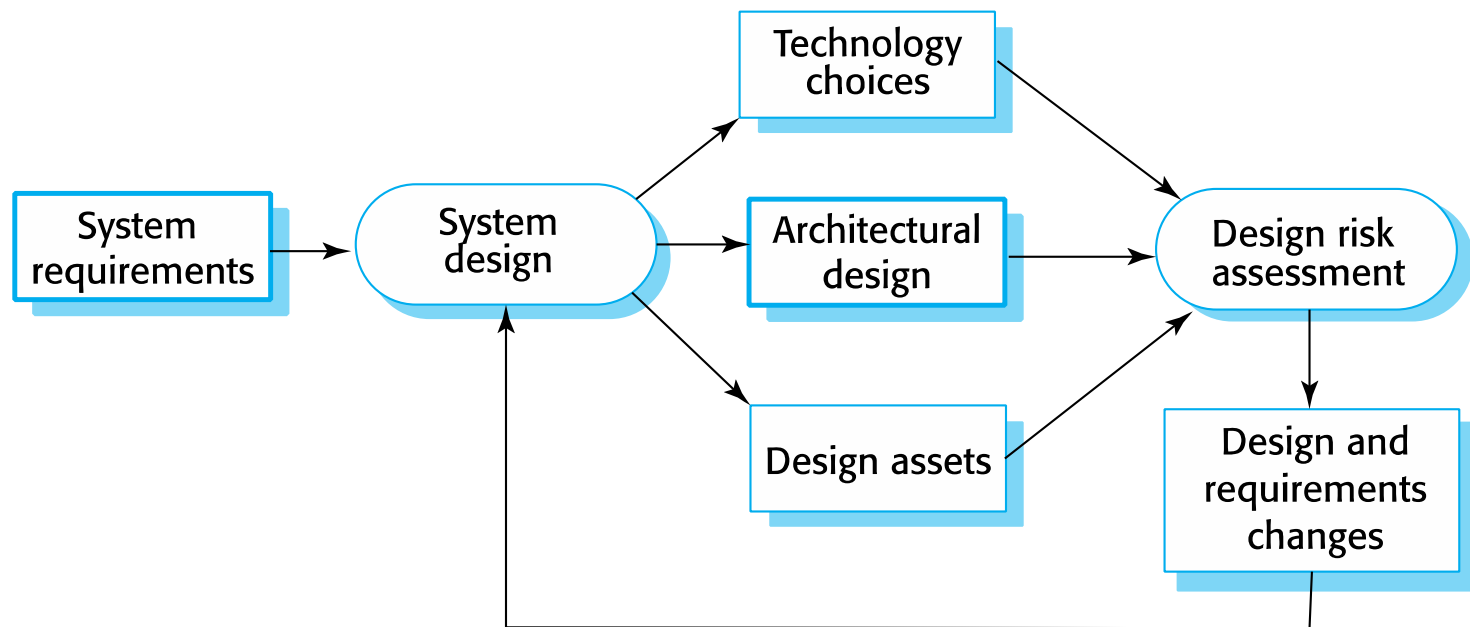 Technology
choices
System
requirements
System
design
Architectural
design
Design risk
assessment
Design assets
Design and
requirements
changes